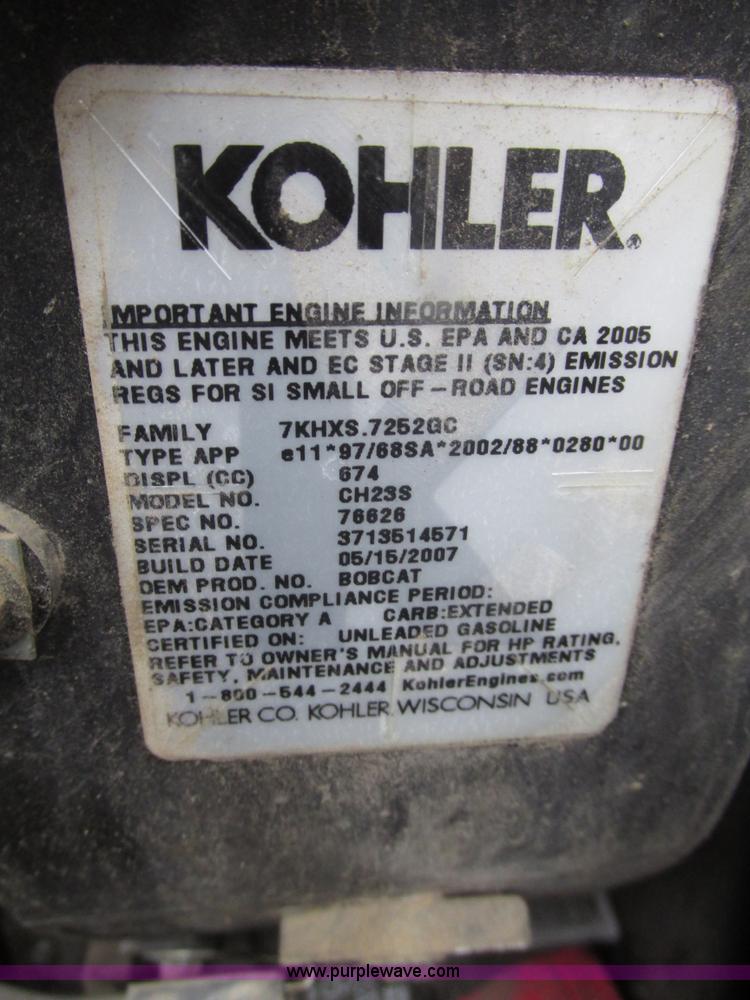 KOHLER.
IMPORTANT ENGINE INFORMATION
THIS ENGINE MEETS U.S. EPA AND CA 2005
AND LATER AND EC STAGE II (SN:4) EMISSION
REGS FOR SI SMALL OFF-ROAD ENGINES
FAMILY 7KHXS.7252GC
TYPE APP e11*97/68SA*2002/88*0280*00
DISPL (CC) 674
MODEL NO. CH23S
SPEC NO. 76626
SERIAL NO. 3713514571
BUILD DATE 05/15/2007
OEM PROD. NO. BOBCAT
EMISSION COMPLIANCE PERIOD:
EPA:CATEGORY A CARB:EXTENDED
CERTIFIED ON: UNLEADED GASOLINE
REFER TO OWNER'S MANUAL FOR HP RATING,
SAFETY, MAINTENANCE AND ADJUSTMENTS
1-800-544-2444 KohlerEngines.com
KOHLER CO. KOHLER, WISCONSIN USA
www.purplewave.com